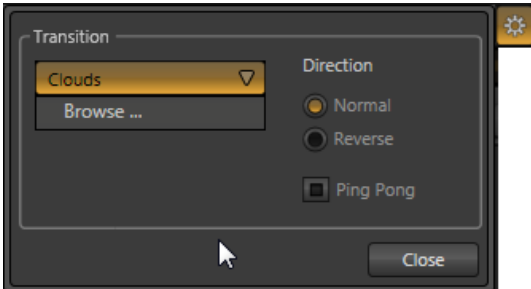 Transition
Clouds
Browse ...
Direction
Normal
Reverse
Ping Pong
Close